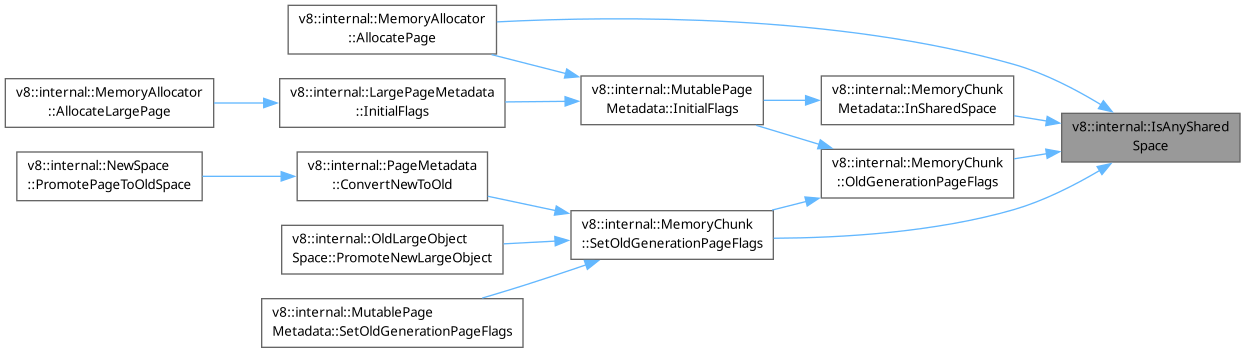 v8::internal::MemoryAllocator
::AllocatePage
v8::internal::MemoryAllocator
::AllocateLargePage
v8::internal::LargePageMetadata
::InitialFlags
v8::internal::MutablePage
Metadata::InitialFlags
v8::internal::MemoryChunk
Metadata::InSharedSpace
v8::internal::IsAnyShared
Space
v8::internal::NewSpace
::PromotePageToOldSpace
v8::internal::PageMetadata
::ConvertNewToOld
v8::internal::MemoryChunk
::OldGenerationPageFlags
v8::internal::OldLargeObject
Space::PromoteNewLargeObject
v8::internal::MemoryChunk
::SetOldGenerationPageFlags
v8::internal::MutablePage
Metadata::SetOldGenerationPageFlags